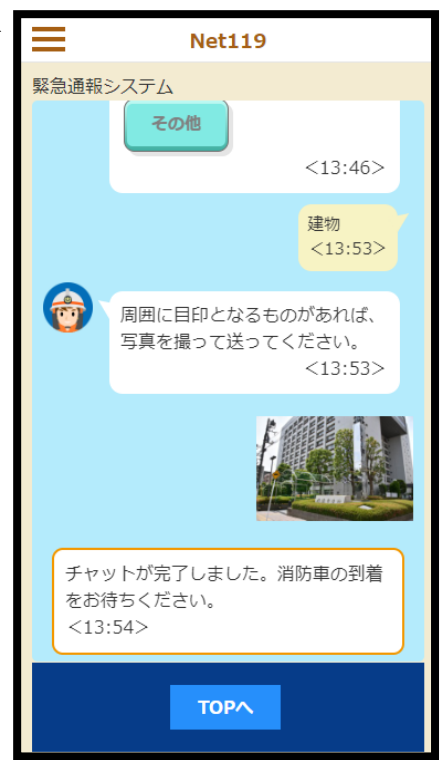 Net119
緊急通報システム
その他
<13:46>
建物
<13:53>
周囲に目印となるものがあれば、
写真を撮って送ってください。
<13:53>
チャットが完了しました。消防車の到着
をお待ちください。
<13:54>
TOPへ